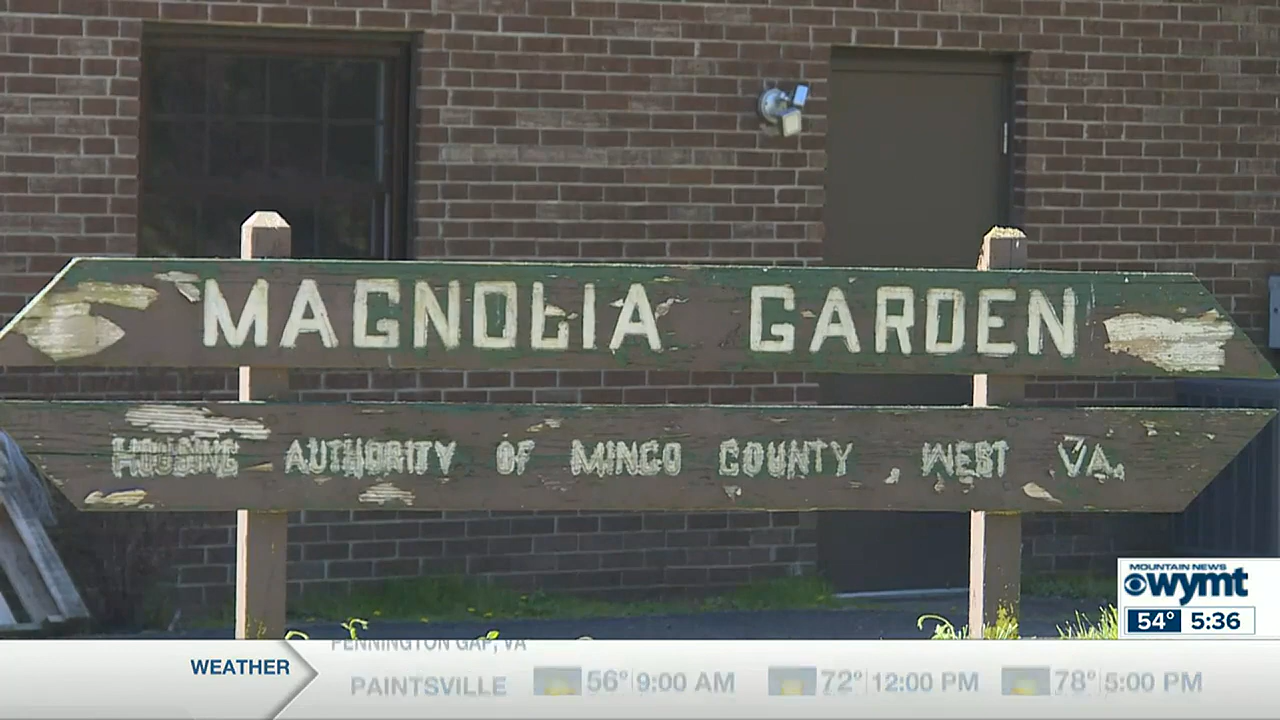 MAGNOLIA GARDEN
HOUSING AUTHORITY OF MINGO COUNTY, WEST VA.
MOUNTAIN NEWS
wymt
54° 5:36
PENNINGTON GAP, VA
WEATHER
PAINTSVILLE 56° 9:00 AM 72° 12:00 PM 78° 5:00 PM